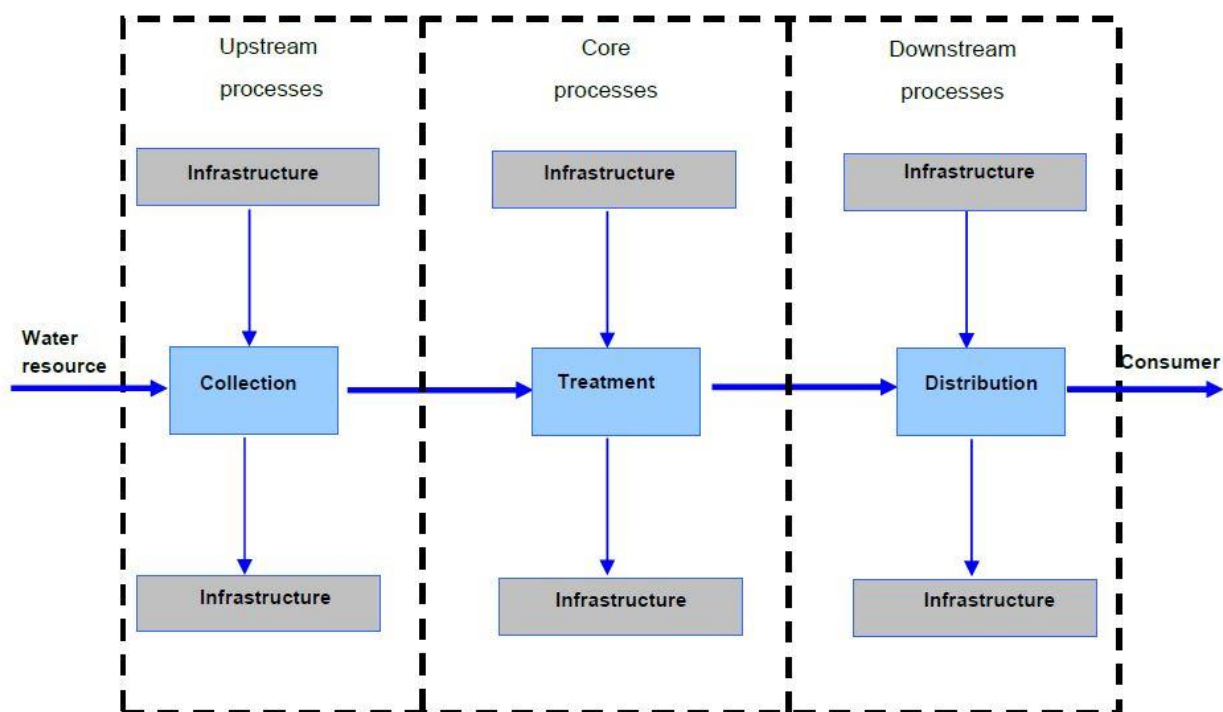 Upstream
processes
Core
processes
Downstream
processes
Infrastructure
Infrastructure
Infrastructure
Water
resource
Collection
Treatment
Distribution
Consumer
Infrastructure
Infrastructure
Infrastructure